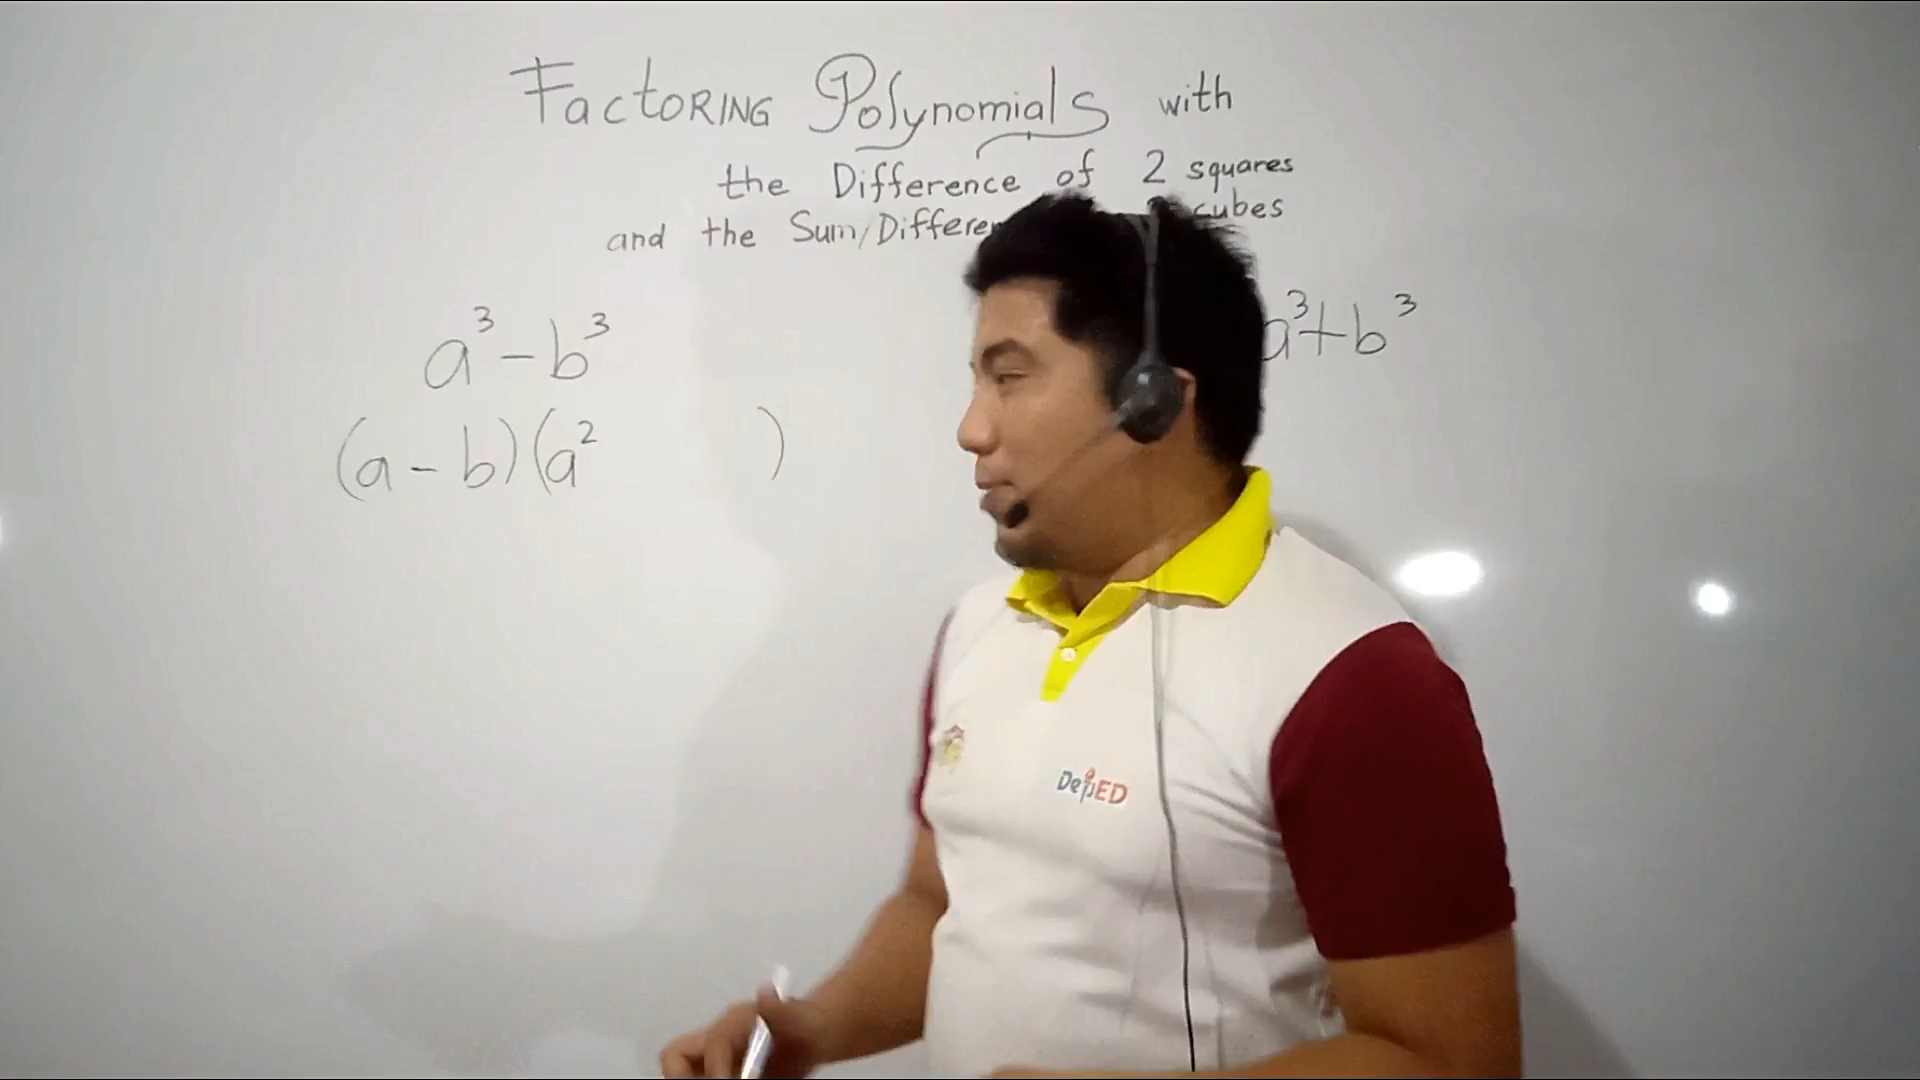 Factoring Polynomials with
the Difference of 2 squares
and the Sum/Differen cubes
a³ - b³
a³+b³
(a - b)(a² )
DepED